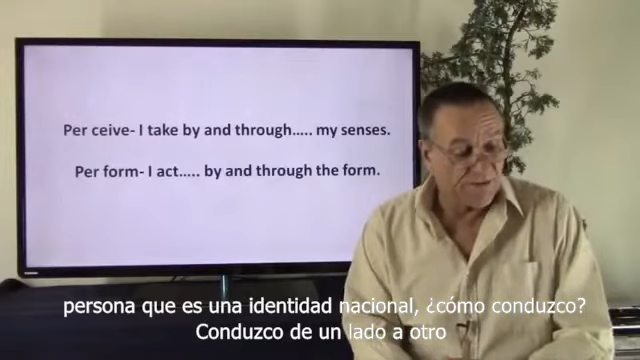 Per ceive- I take by and through..... my senses.
Per form- I act..... by and through the form.
persona que es una identidad nacional, ¿cómo conduzco?
Conduzco de un lado a otro